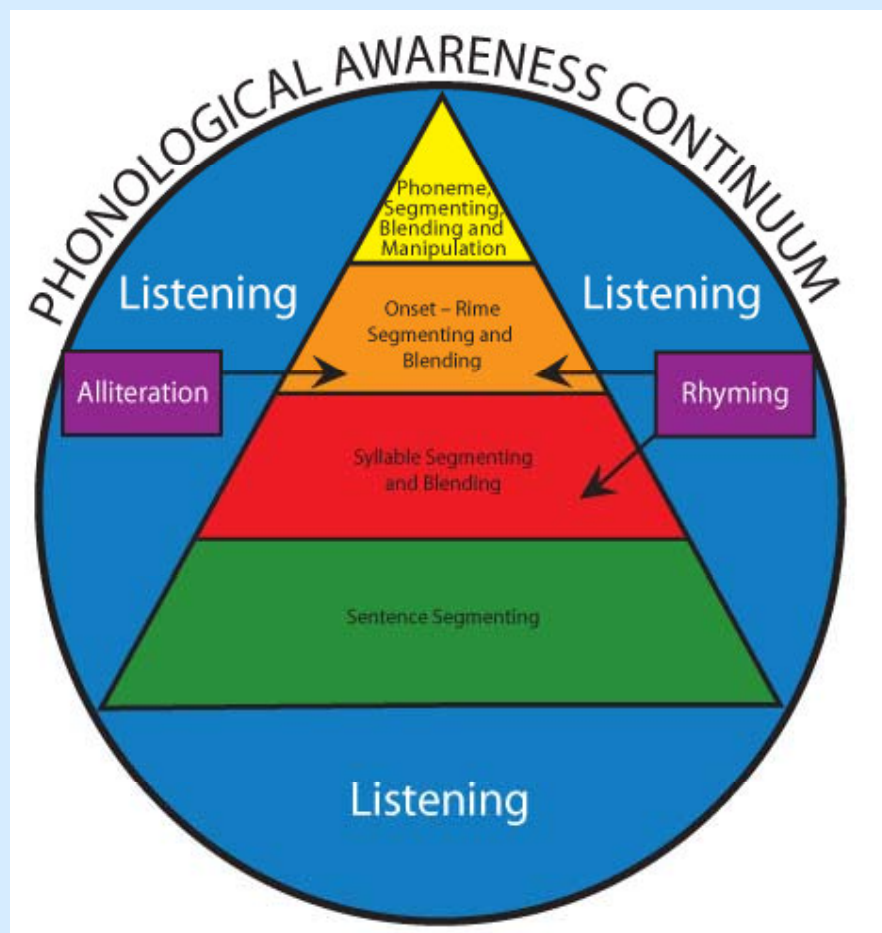 PHONOLOGICAL AWARENESS CONTINUUM
Phoneme,
Segmenting,
Blending and
Manipulation
Listening
Listening
Onset – Rime
Segmenting and
Blending
Alliteration
Rhyming
Syllable Segmenting
and Blending
Sentence Segmenting
Listening